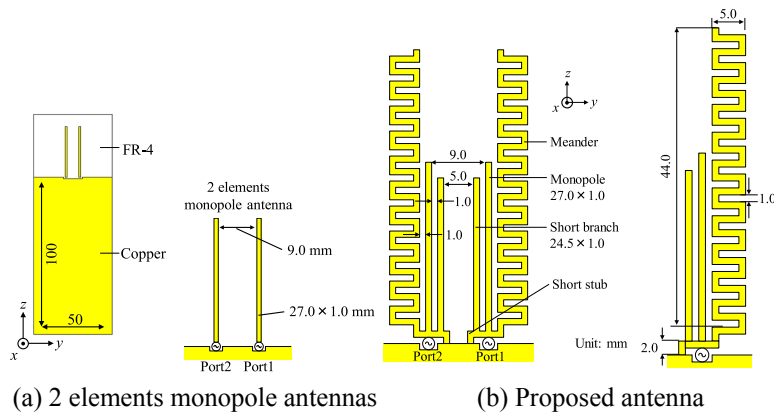 FR-4
100
Copper
50
z
x
y
2 elements
monopole antenna
9.0 mm
27.0 × 1.0 mm
Port2
Port1
(a) 2 elements monopole antennas
z
x
y
Meander
9.0
Monopole
27.0 × 1.0
5.0
1.0
Short branch
24.5 × 1.0
1.0
Short stub
Port2
Port1
5.0
44.0
1.0
Unit: mm
2.0
(b) Proposed antenna